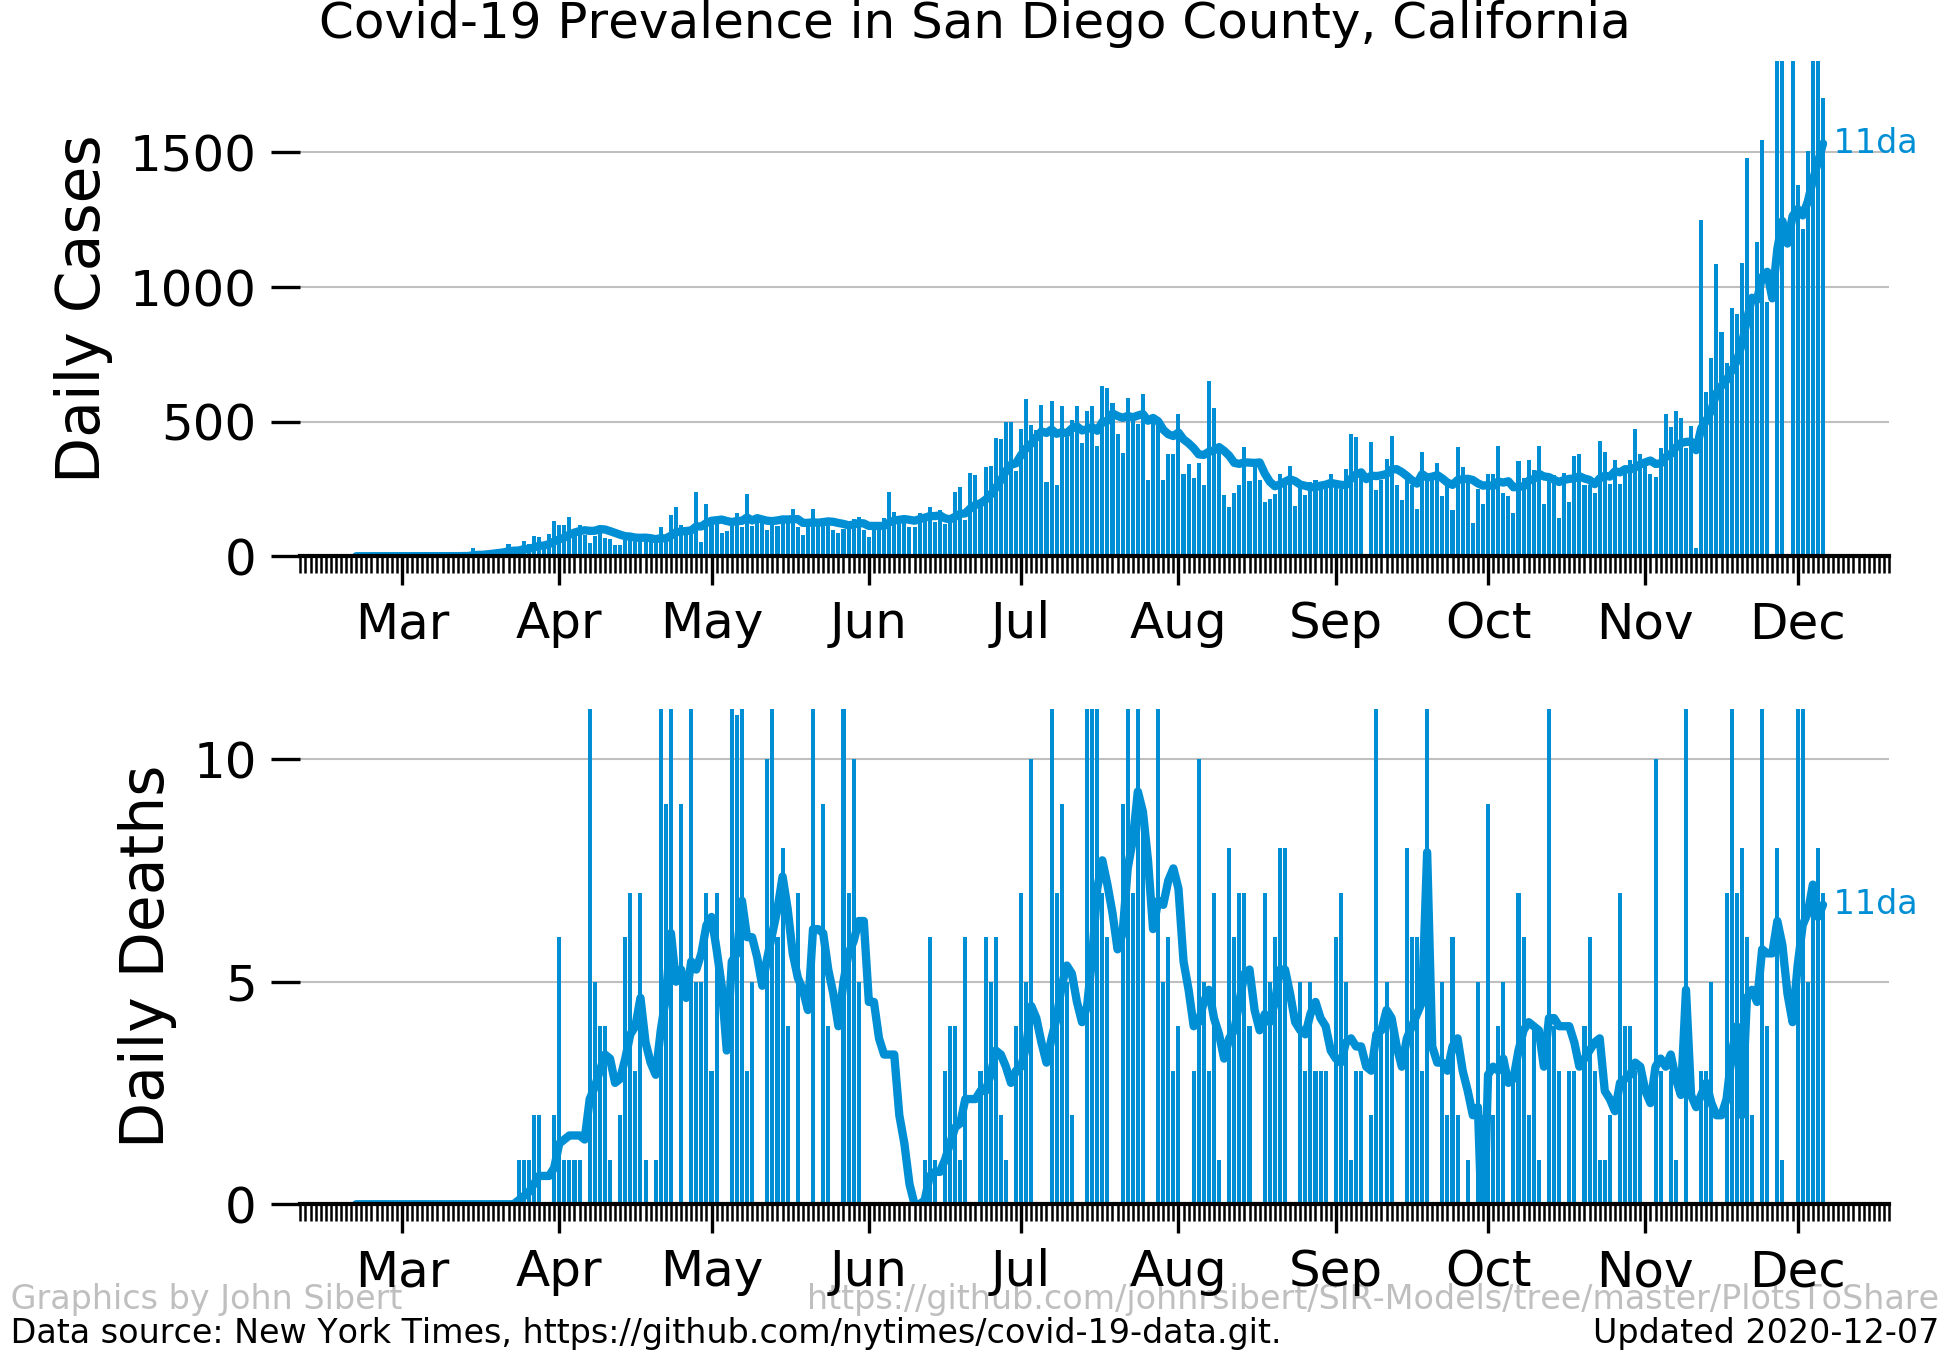 Covid-19 Prevalence in San Diego County, California
Daily Cases
1500
1000
500
0
11da
Mar Apr May Jun Jul Aug Sep Oct Nov Dec
Daily Deaths
10
5
0
11da
Mar Apr May Jun Jul Aug Sep Oct Nov Dec
Graphics by John Sibert https://github.com/johnrsibert/SIR-Models/tree/master/PlotsToShare
Data source: New York Times, https://github.com/nytimes/covid-19-data.git. Updated 2020-12-07